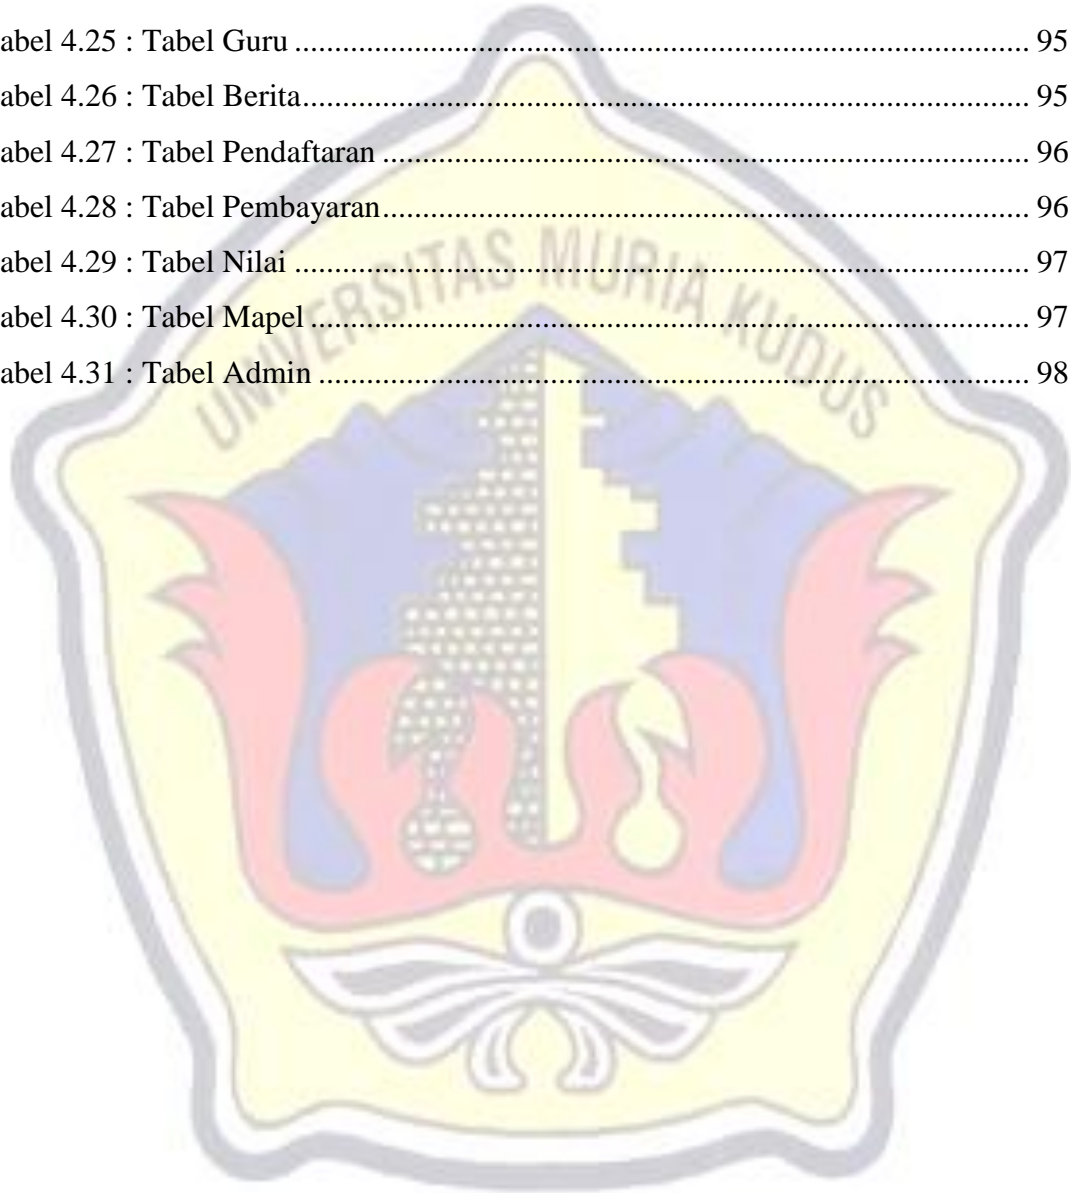 abel 4.25 : Tabel Guru ........................................................................................... 95
abel 4.26 : Tabel Berita.......................................................................................... 95
abel 4.27 : Tabel Pendaftaran ................................................................................ 96
abel 4.28 : Tabel Pembayaran................................................................................ 96
abel 4.29 : Tabel Nilai ........................................................................................... 97
abel 4.30 : Tabel Mapel ......................................................................................... 97
abel 4.31 : Tabel Admin ........................................................................................ 98
UNIVERSITAS MURIA KUDUS